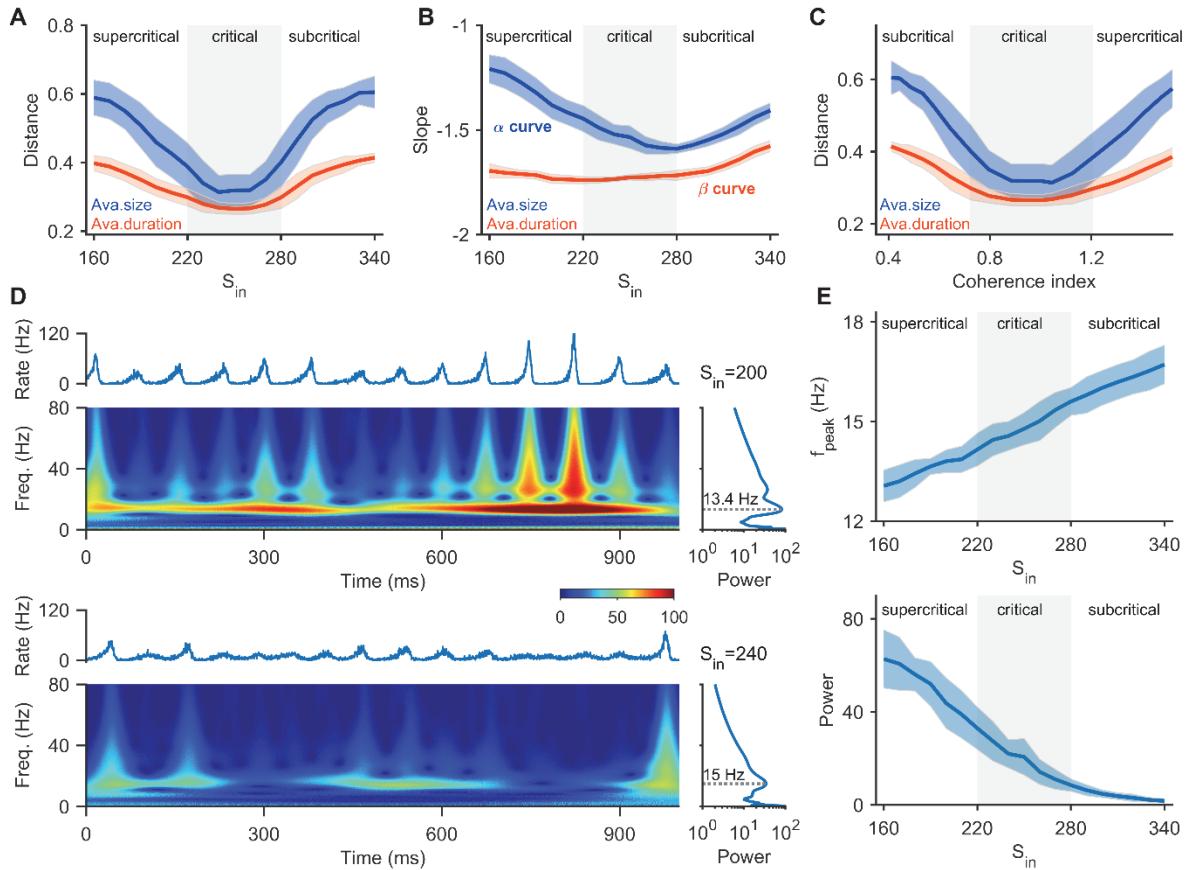 A
0.8
0.6
0.4
0.2
Distance
supercritical critical subcritical
Ava.size
Ava.duration
160 220 280 340
S_in
B
-1
-1.5
-2
Slope
supercritical critical subcritical
α curve
β curve
Ava.size
Ava.duration
160 220 280 340
S_in
C
0.6
0.4
0.2
Distance
subcritical critical supercritical
Ava.size
Ava.duration
0.4 0.8 1.2
Coherence index
D
120
0
Rate (Hz)
S_in=200
80
40
0
Freq. (Hz)
0 300 600 900
Time (ms)
13.4 Hz
10^0 10^1 10^2
Power
0 50 100
120
0
Rate (Hz)
S_in=240
80
40
0
Freq. (Hz)
0 300 600 900
Time (ms)
15 Hz
10^0 10^1 10^2
Power
E
18
15
12
f_peak (Hz)
supercritical critical subcritical
160 220 280 340
S_in
80
40
0
Power
supercritical critical subcritical
160 220 280 340
S_in